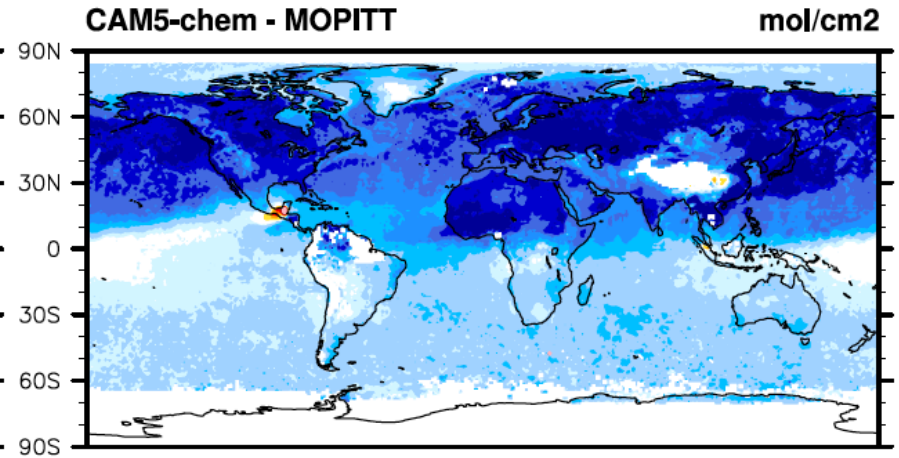 CAM5-chem - MOPITT mol/cm2
90N
60N
30N
0
30S
60S
90S